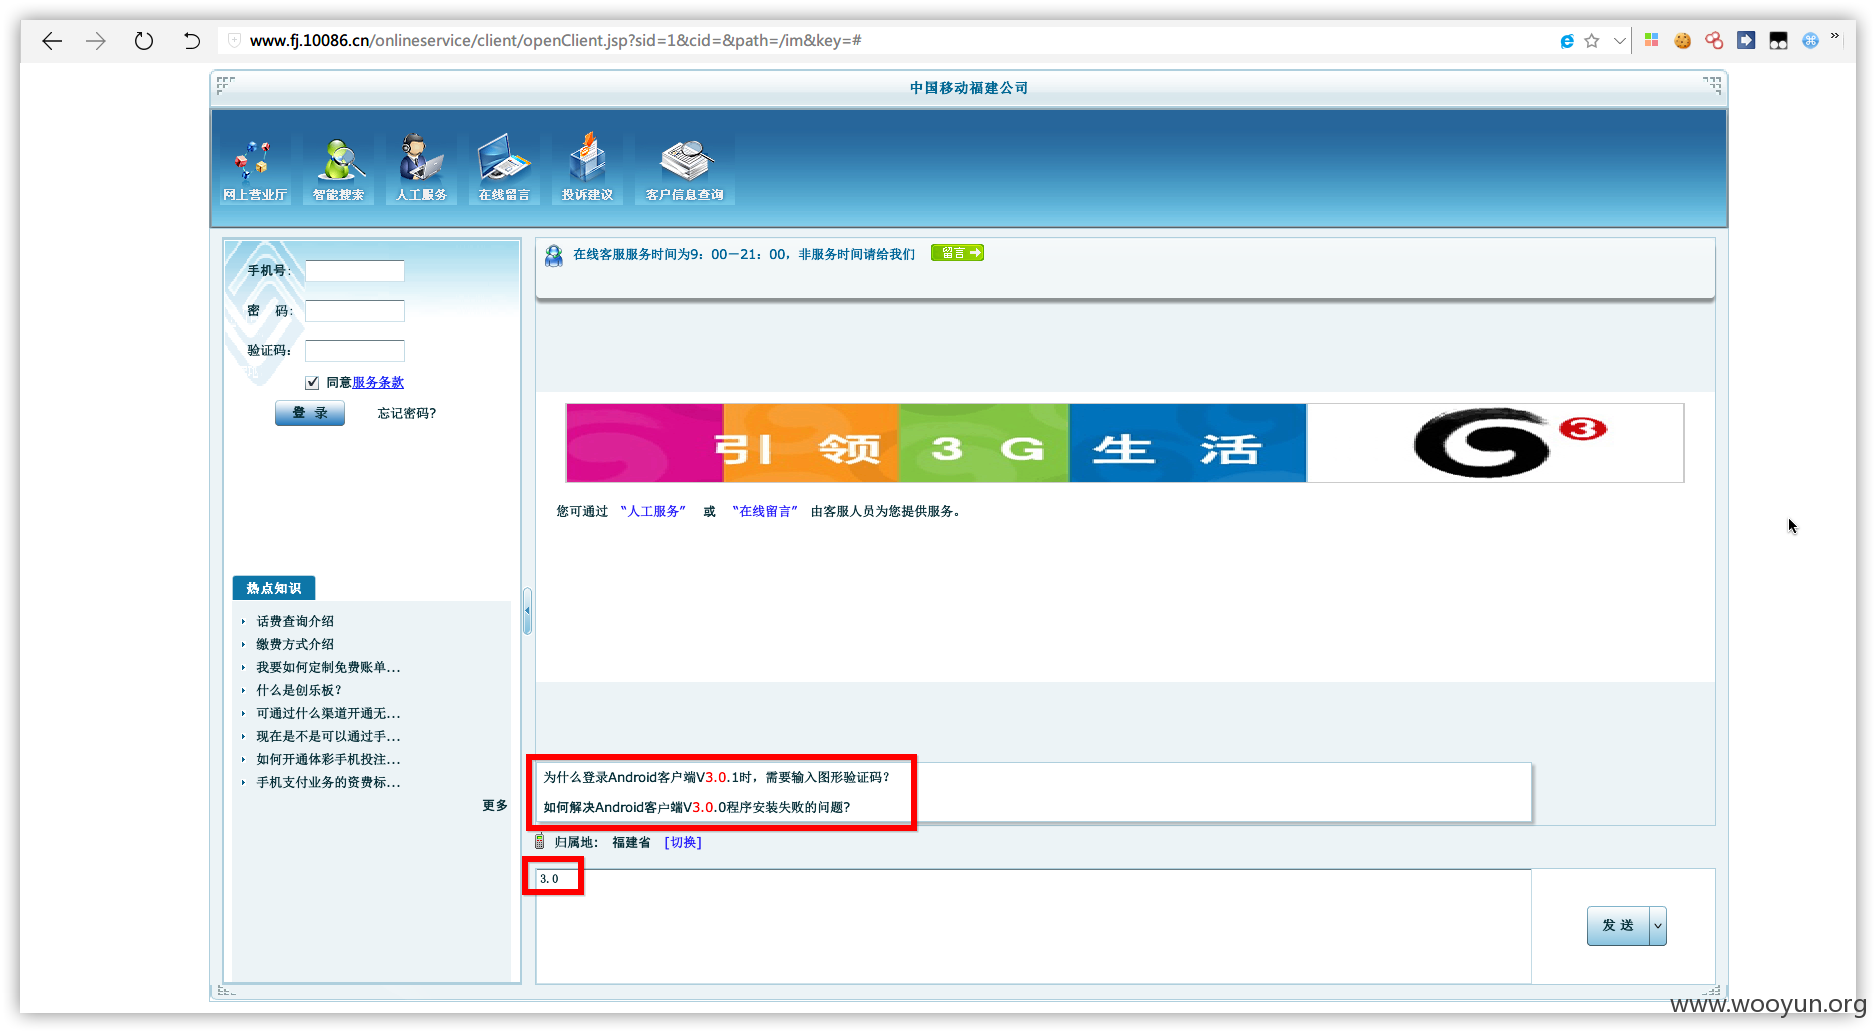 www.fj.10086.cn/onlineservice/client/openClient.jsp?sid=1&cid=&path=/im&key=#
中国移动福建公司
网上营业厅 智能搜索 人工服务 在线留言 投诉建议 客户信息查询
手机号：
密 码：
验证码：
同意服务条款
登 录 忘记密码?
在线客服服务时间为9：00－21：00，非服务时间请给我们 留言
引 领 3 G 生 活 3
您可通过 “人工服务” 或 “在线留言” 由客服人员为您提供服务。
热点知识
话费查询介绍
缴费方式介绍
我要如何定制免费账单...
什么是创乐板？
可通过什么渠道开通无...
现在是不是可以通过手...
如何开通体彩手机投注...
手机支付业务的资费标...
更多
为什么登录Android客户端V3.0.1时，需要输入图形验证码？
如何解决Android客户端V3.0.0程序安装失败的问题？
归属地： 福建省 [切换]
3.0
发 送
www.wooyun.org